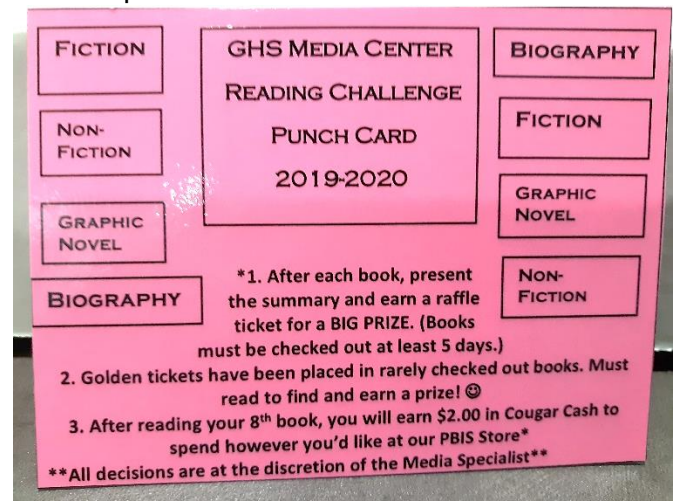 FICTION
NON-
FICTION
GRAPHIC
NOVEL
BIOGRAPHY
GHS MEDIA CENTER
READING CHALLENGE
PUNCH CARD
2019-2020
BIOGRAPHY
FICTION
GRAPHIC
NOVEL
NON-
FICTION
*1. After each book, present
the summary and earn a raffle
ticket for a BIG PRIZE. (Books
must be checked out at least 5 days.)
2. Golden tickets have been placed in rarely checked out books. Must
read to find and earn a prize! ☺
3. After reading your 8th book, you will earn $2.00 in Cougar Cash to
spend however you'd like at our PBIS Store*
**All decisions are at the discretion of the Media Specialist**